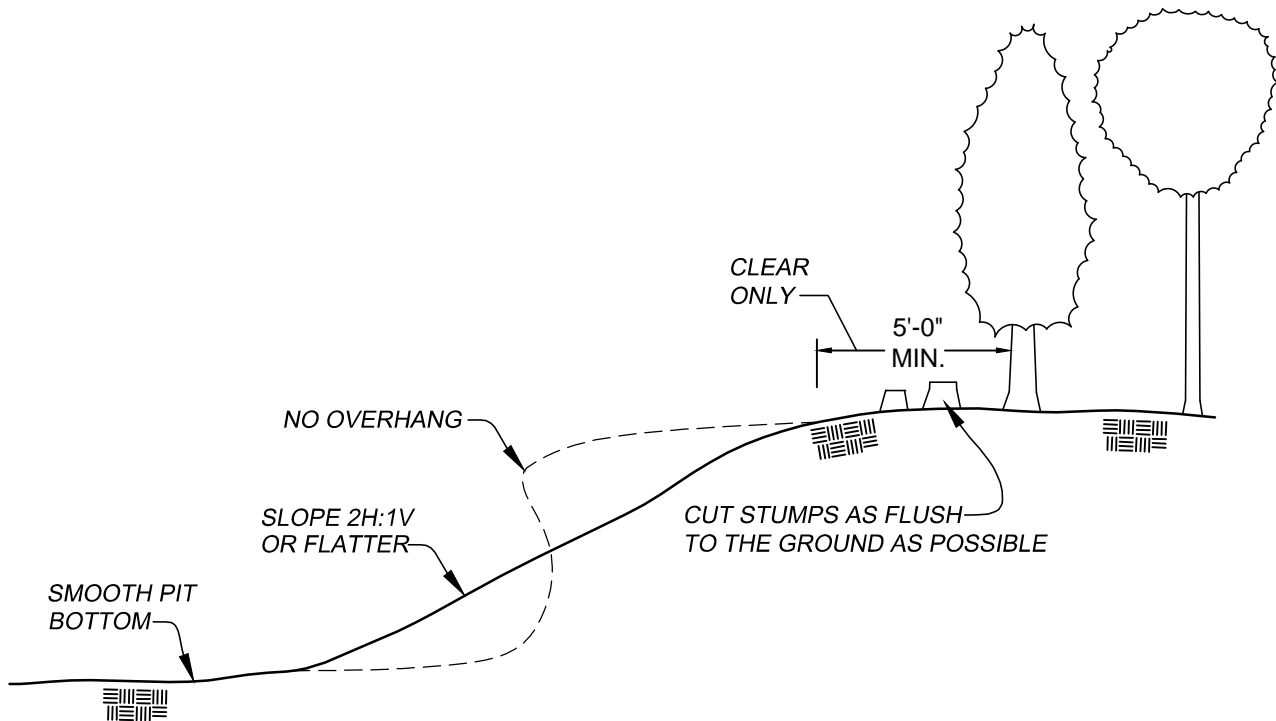 CLEAR
ONLY
5'-0"
MIN.
NO OVERHANG
SLOPE 2H:1V
OR FLATTER
CUT STUMPS AS FLUSH
TO THE GROUND AS POSSIBLE
SMOOTH PIT
BOTTOM